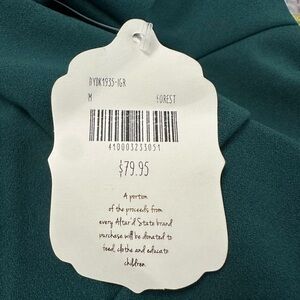 DYDK1935-IGR
M FOREST
410003233051
$79.95
A portion
of the proceeds from
every Altar'd State brand
purchase will be donated to
feed, clothe and educate
children.